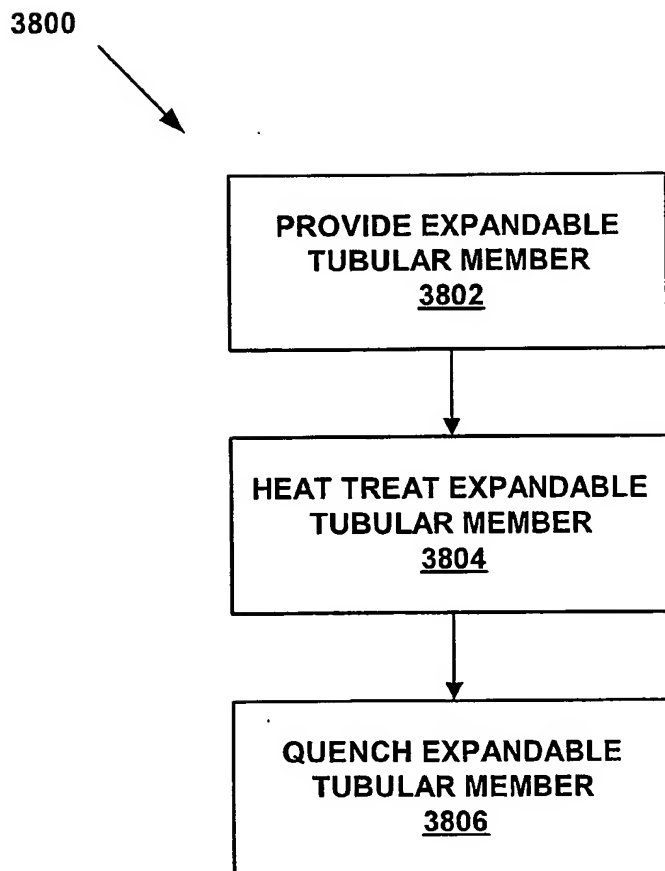 3800
PROVIDE EXPANDABLE
TUBULAR MEMBER
3802
HEAT TREAT EXPANDABLE
TUBULAR MEMBER
3804
QUENCH EXPANDABLE
TUBULAR MEMBER
3806